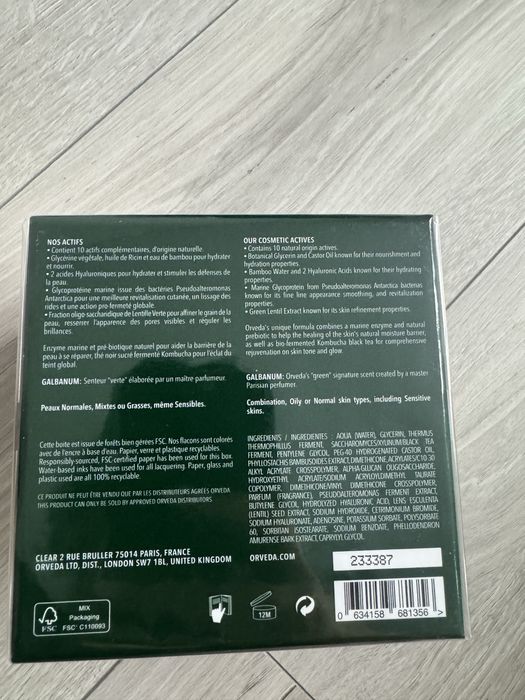 NOS ACTIFS
• Contient 10 actifs complémentaires, d'origine naturelle.
• Glycérine végétale, huile de Ricin et eau de bambou pour hydrater
et nourrir.
• 2 acides Hyaluroniques pour hydrater et stimuler les défenses de
la peau.
• Glycoprotéine marine issue des bactéries Pseudoalteromonas
Antarctica pour une meilleure revitalisation cutanée, un lissage des
rides et une action pro-fermeté globale.
• Fraction oligo-saccharidique de Lentille Verte pour affiner le grain de la
peau, resserrer l'apparence des pores visibles et réguler les
brillances.
Enzyme marine et pré-biotique naturel pour aider la barrière de la
peau à se réparer, thé noir sucré fermenté Kombucha pour l'éclat du
teint global.
GALBANUM: Senteur "verte" élaborée par un maître parfumeur.
Peaux Normales, Mixtes ou Grasses, même Sensibles.
Cette boite est issue de forêts bien gérées FSC. Nos flacons sont colorés
avec de l'encre à base d'eau. Papier, verre et plastique recyclables.
Responsibly-sourced, FSC certified paper has been used for this box.
Water-based inks have been used for all lacquering. Paper, glass and
plastic used are all 100% recyclable.
CE PRODUIT NE PEUT ÊTRE VENDU QUE PAR LES DISTRIBUTEURS AGRÉÉS ORVEDA
THIS PRODUCT CAN ONLY BE SOLD BY APPROVED ORVEDA DISTRIBUTORS
CLEAR 2 RUE BRULLER 75014 PARIS, FRANCE
ORVEDA LTD, DIST., LONDON SW7 1BL, UNITED KINGDOM
FSC
MIX
Packaging
FSC® C110093
OUR COSMETIC ACTIVES
• Contains 10 natural origin actives.
• Botanical Glycerin and Castor Oil known for their nourishment and
hydration properties.
• Bamboo Water and 2 Hyaluronic Acids known for their hydrating
properties.
• Marine Glycoprotein from Pseudoalteromonas Antarctica bacterias
known for its fine line appearance smoothing, and revitalization
properties.
• Green Lentil Extract known for its skin refinement properties.
Orveda's unique formula combines a marine enzyme and natural
prebiotic to help the healing of the skin's natural moisture barrier,
as well as bio-fermented Kombucha black tea for comprehensive
rejuvenation on skin tone and glow.
GALBANUM: Orveda's "green" signature scent created by a master
Parisian perfumer.
Combination, Oily or Normal skin types, including Sensitive
skins.
INGREDIENTS / INGRÉDIENTS : AQUA (WATER), GLYCERIN, THERMUS
THERMOPHILLUS FERMENT, SACCHAROMYCES/XYLINUM/BLACK TEA
FERMENT, PENTYLENE GLYCOL, PEG-40 HYDROGENATED CASTOR OIL,
PHYLLOSTACHIS BAMBUSOIDES EXTRACT, DIMETHICONE, ACRYLATES/C10-30
ALKYL ACRYLATE CROSSPOLYMER, ALPHA-GLUCAN OLIGOSACCHARIDE,
HYDROXYETHYL ACRYLATE/SODIUM ACRYLOYLDIMETHYL TAURATE
COPOLYMER, DIMETHICONE/VINYL DIMETHICONE CROSSPOLYMER,
PARFUM (FRAGRANCE), PSEUDOALTEROMONAS FERMENT EXTRACT,
BUTYLENE GLYCOL, HYDROLYZED HYALURONIC ACID, LENS ESCULENTA
(LENTIL) SEED EXTRACT, SODIUM HYDROXIDE, CETRIMONIUM BROMIDE,
SODIUM HYALURONATE, ADENOSINE, POTASSIUM SORBATE, POLYSORBATE
60, SORBITAN ISOSTEARATE, SODIUM BENZOATE, PHELLODENDRON
AMURENSE BARK EXTRACT, CAPRYLYL GLYCOL.
ORVEDA.COM
233387
12M
0 634158 681356 >